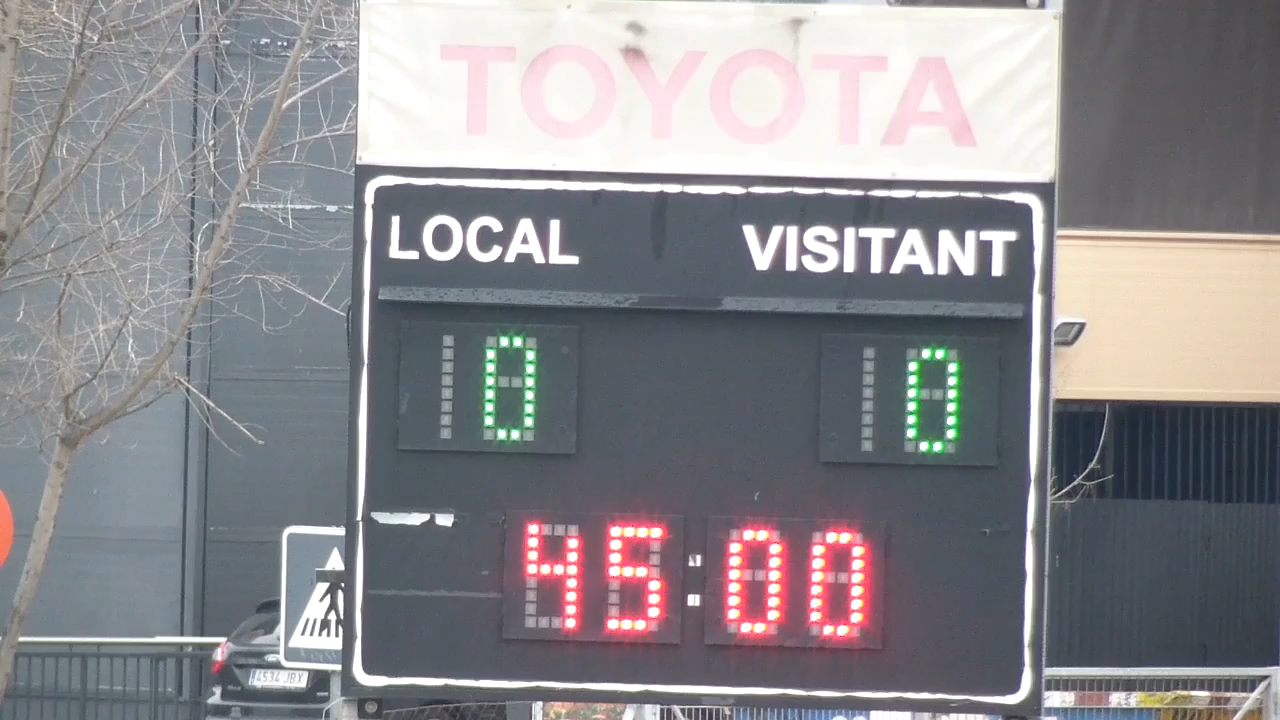 TOYOTA
LOCAL VISITANT
0 0
45:00
4534 JBX